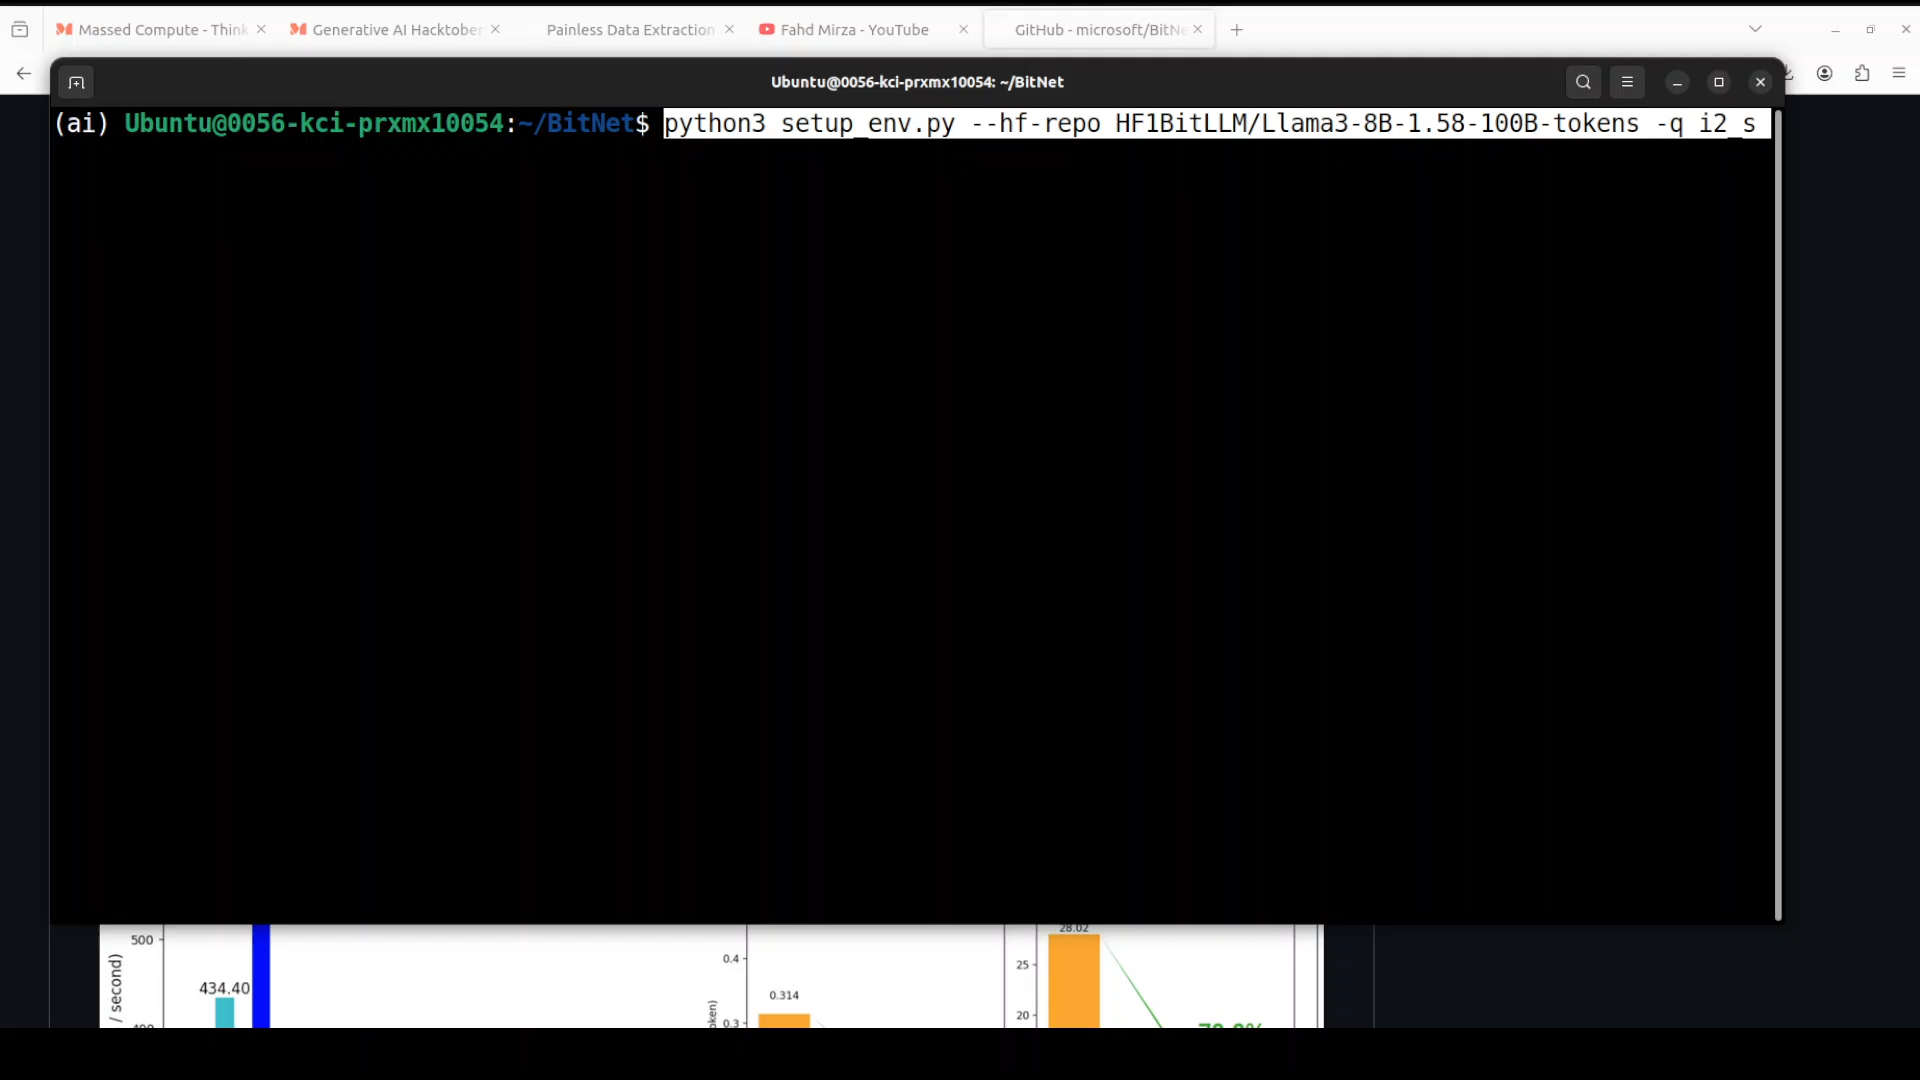 Massed Compute - Think
Generative AI Hacktober
Painless Data Extraction
Fahd Mirza - YouTube
GitHub - microsoft/BitNe
Ubuntu@0056-kci-prxmx10054: ~/BitNet
(ai) Ubuntu@0056-kci-prxmx10054:~/BitNet$ python3 setup_env.py --hf-repo HF1BitLLM/Llama3-8B-1.58-100B-tokens -q i2_s
500
/ second)
434.40
0.4
0.314
0.3
28.02
25
20